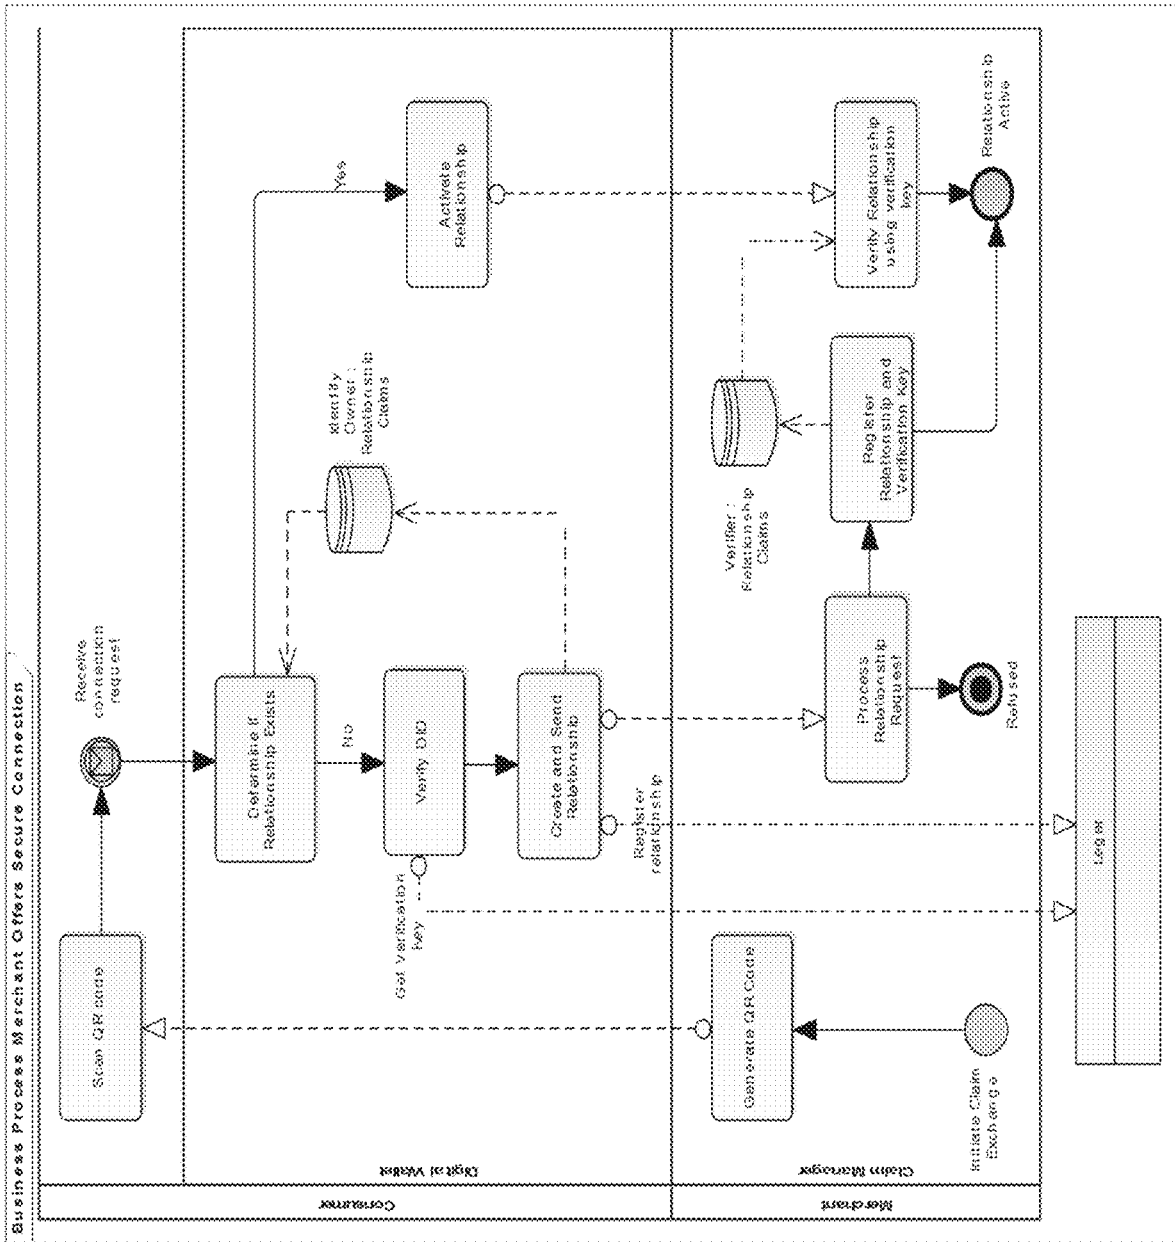 Business Process Merchant Offers Secure Connection
Consumer
Digital Wallet
Merchant
Claim Manager
Scan QR code
Receive
connection
request
Determine If
Relationship Exists
Yes
No
Verify DID
Get Verification
key
Create and Send
Relationship
Register
relationship
Identity
Owner :
Relationship
Claims
Activate
Relationship
Initiate Claim
Exchange
Generate QR Code
Process
Relationship
Request
Refused
Verifier :
Relationship
Claims
Register
Relationship and
Verification Key
Verify Relationship
using verification
key
Relationship
Active